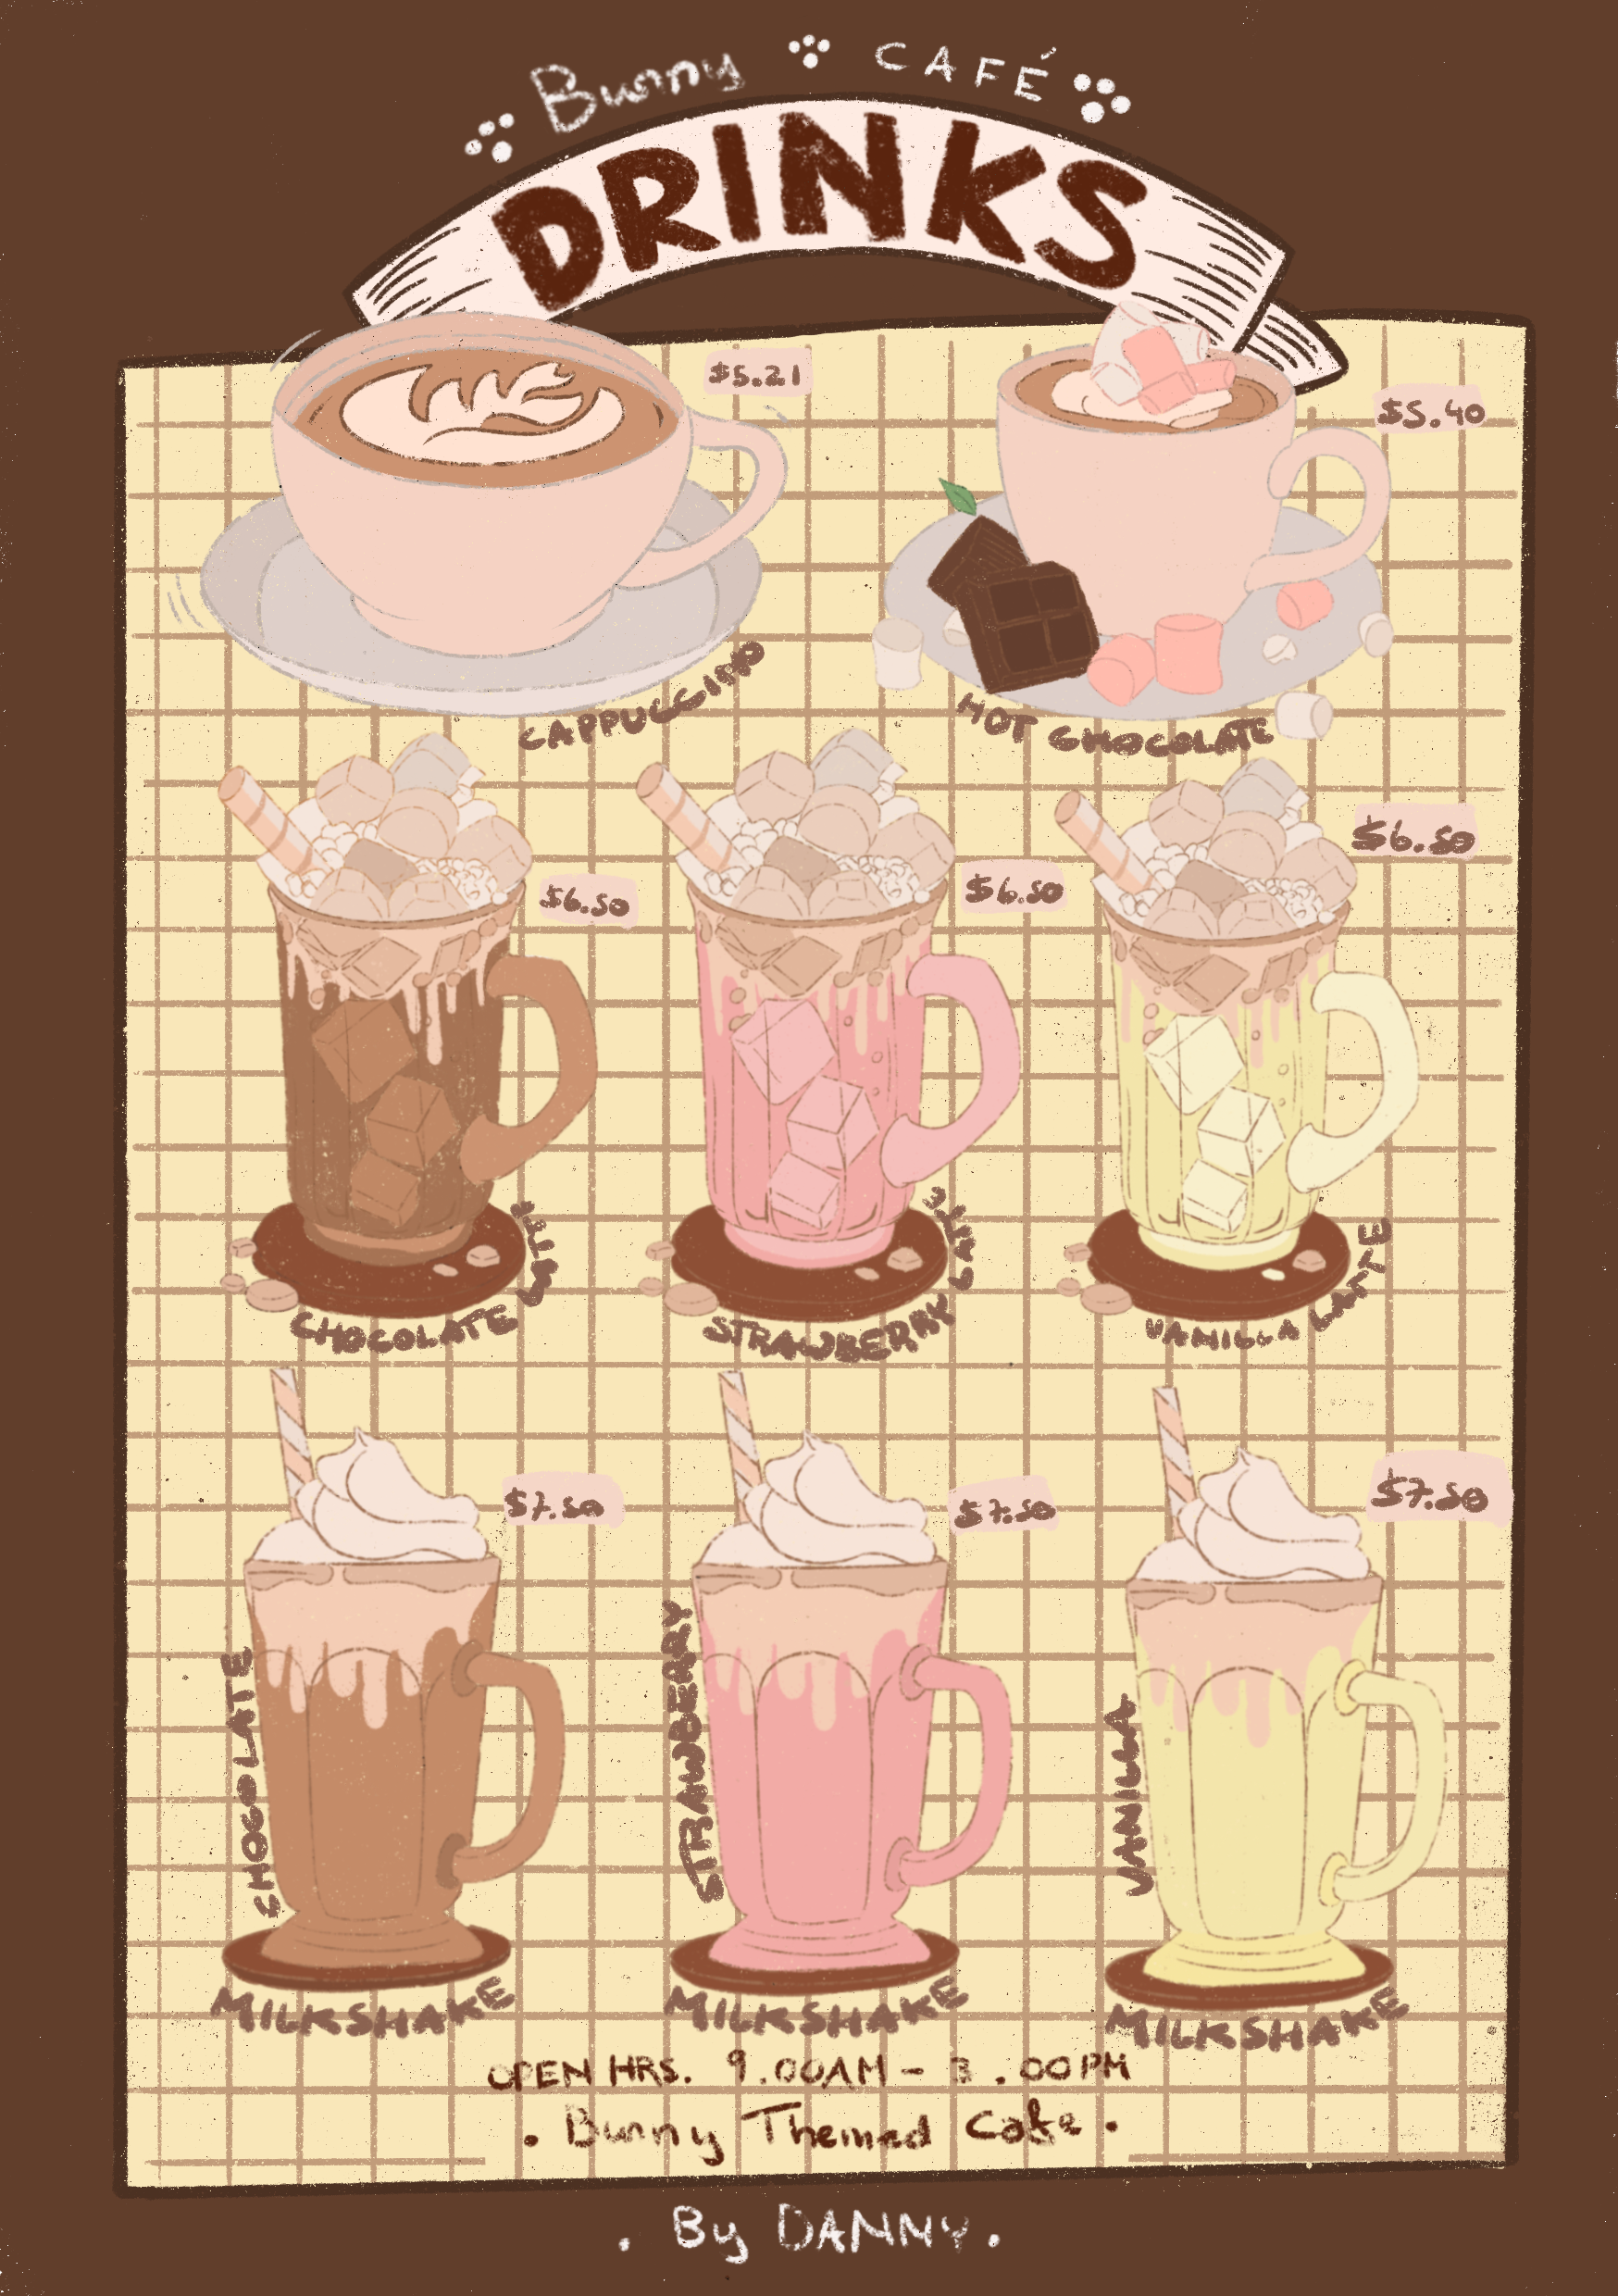 Bunny CAFÉ
DRINKS
$5.21
$5.40
CAPPUCCINO
HOT CHOCOLATE
$6.50
$6.50
$6.50
CHOCOLATE LATTE
STRAWBERRY LATTE
VANILLA LATTE
$7.50
$7.50
$7.50
CHOCOLATE
MILKSHAKE
STRAWBERRY
MILKSHAKE
VANILLA
MILKSHAKE
OPEN HRS. 9.00AM - 3.00PM
. Bunny Themed Cafe .
. By DANNY .